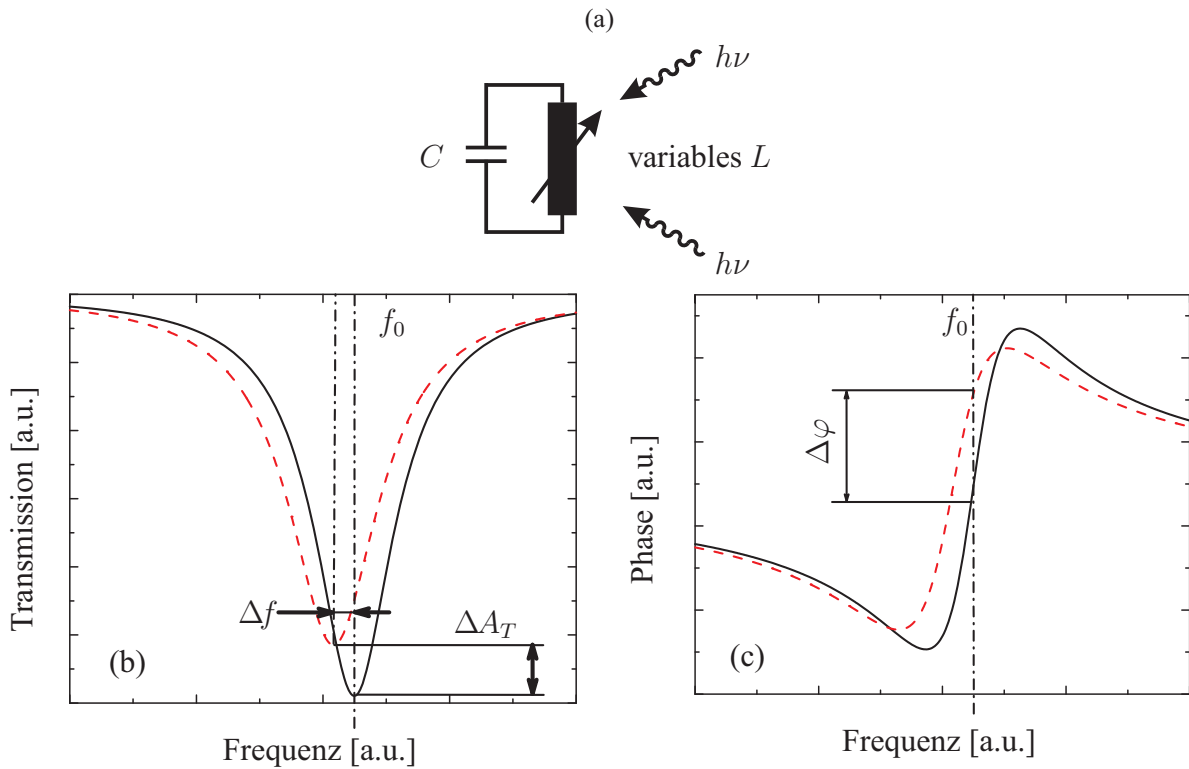 (a)
hν
C
variables L
hν
f₀
Δf
ΔA_T
(b)
Transmission [a.u.]
Frequenz [a.u.]
f₀
Δφ
(c)
Phase [a.u.]
Frequenz [a.u.]